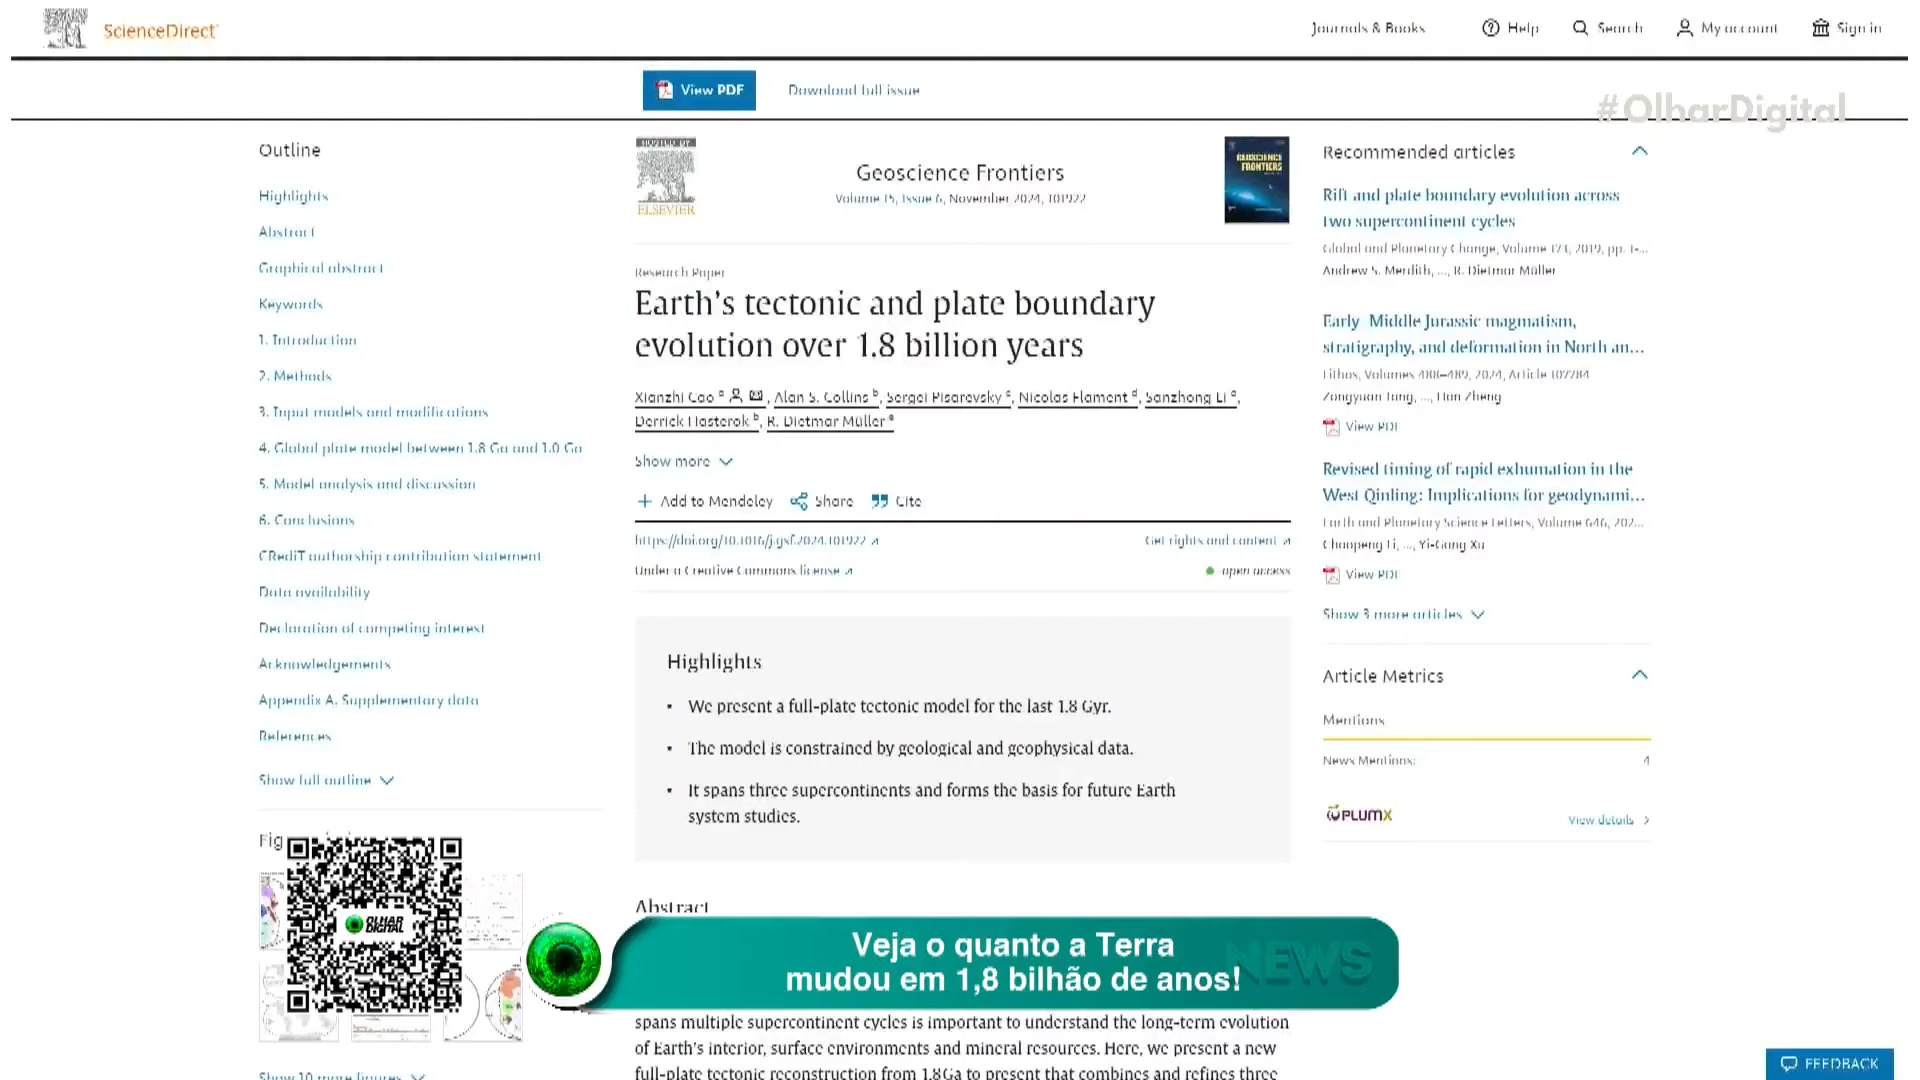 ScienceDirect
Journals & Books
Help
Search
My account
Sign in
View PDF
Download full issue
#OlharDigital
Outline
Highlights
Abstract
Graphical abstract
Keywords
1. Introduction
2. Methods
3. Input models and modifications
4. Global plate model between 1.8 Ga and 1.0 Ga
5. Model analysis and discussion
6. Conclusions
CRediT authorship contribution statement
Data availability
Declaration of competing interest
Acknowledgements
Appendix A. Supplementary data
References
Show full outline
Fig
OLHAR
DIGITAL
Show 10 more figures
HOSTED BY
ELSEVIER
Geoscience Frontiers
Volume 15, Issue 6, November 2024, 101922
GEOSCIENCE
FRONTIERS
Research Paper
Earth's tectonic and plate boundary
evolution over 1.8 billion years
Xianzhi Cao a, Alan S. Collins b, Sergei Pisarevsky c, Nicolas Flament d, Sanzhong Li a,
Derrick Hasterok b, R. Dietmar Müller e
Show more
Add to Mendeley
Share
Cite
https://doi.org/10.1016/j.gsf.2024.101922
Get rights and content
Under a Creative Commons license
open access
Highlights
• We present a full-plate tectonic model for the last 1.8 Gyr.
• The model is constrained by geological and geophysical data.
• It spans three supercontinents and forms the basis for future Earth
system studies.
Abstract
Veja o quanto a Terra
mudou em 1,8 bilhão de anos!
NEWS
spans multiple supercontinent cycles is important to understand the long-term evolution
of Earth's interior, surface environments and mineral resources. Here, we present a new
full-plate tectonic reconstruction from 1.8 Ga to present that combines and refines three
Recommended articles
Rift and plate boundary evolution across
two supercontinent cycles
Global and Planetary Change, Volume 173, 2019, pp. 1-...
Andrew S. Merdith, ..., R. Dietmar Müller
Early Middle Jurassic magmatism,
stratigraphy, and deformation in North an...
Lithos, Volumes 488–489, 2024, Article 107784
Zongyuan Tang, ..., Han Zheng
View PDF
Revised timing of rapid exhumation in the
West Qinling: Implications for geodynami...
Earth and Planetary Science Letters, Volume 646, 202...
Chaopeng Li, ..., Yi-Gang Xu
View PDF
Show 3 more articles
Article Metrics
Mentions
News Mentions: 4
PLUMX
View details
FEEDBACK